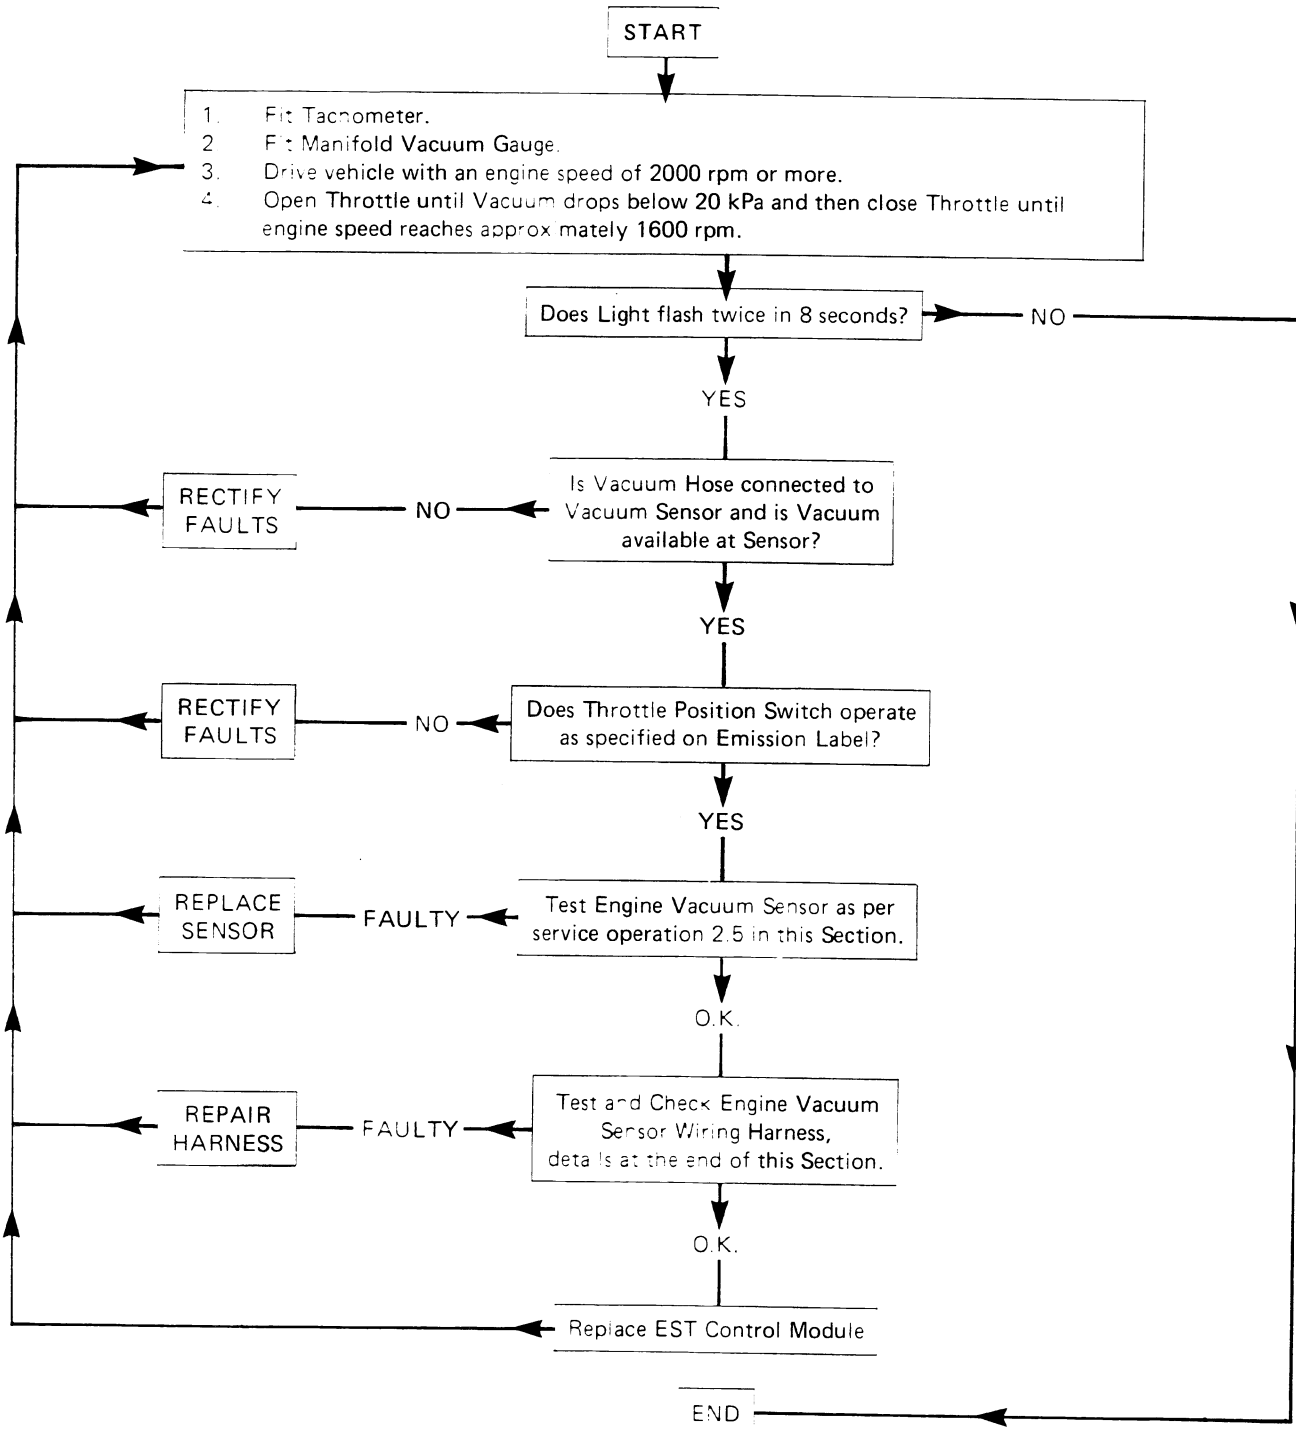 START
1. Fit Tachometer.
2 Fit Manifold Vacuum Gauge.
3. Drive vehicle with an engine speed of 2000 rpm or more.
4. Open Throttle until Vacuum drops below 20 kPa and then close Throttle until
engine speed reaches approximately 1600 rpm.
Does Light flash twice in 8 seconds?
NO
YES
Is Vacuum Hose connected to
Vacuum Sensor and is Vacuum
available at Sensor?
NO
RECTIFY
FAULTS
YES
Does Throttle Position Switch operate
as specified on Emission Label?
NO
RECTIFY
FAULTS
YES
Test Engine Vacuum Sensor as per
service operation 2.5 in this Section.
FAULTY
REPLACE
SENSOR
O.K.
Test and Check Engine Vacuum
Sensor Wiring Harness,
details at the end of this Section.
FAULTY
REPAIR
HARNESS
O.K.
Replace EST Control Module
END